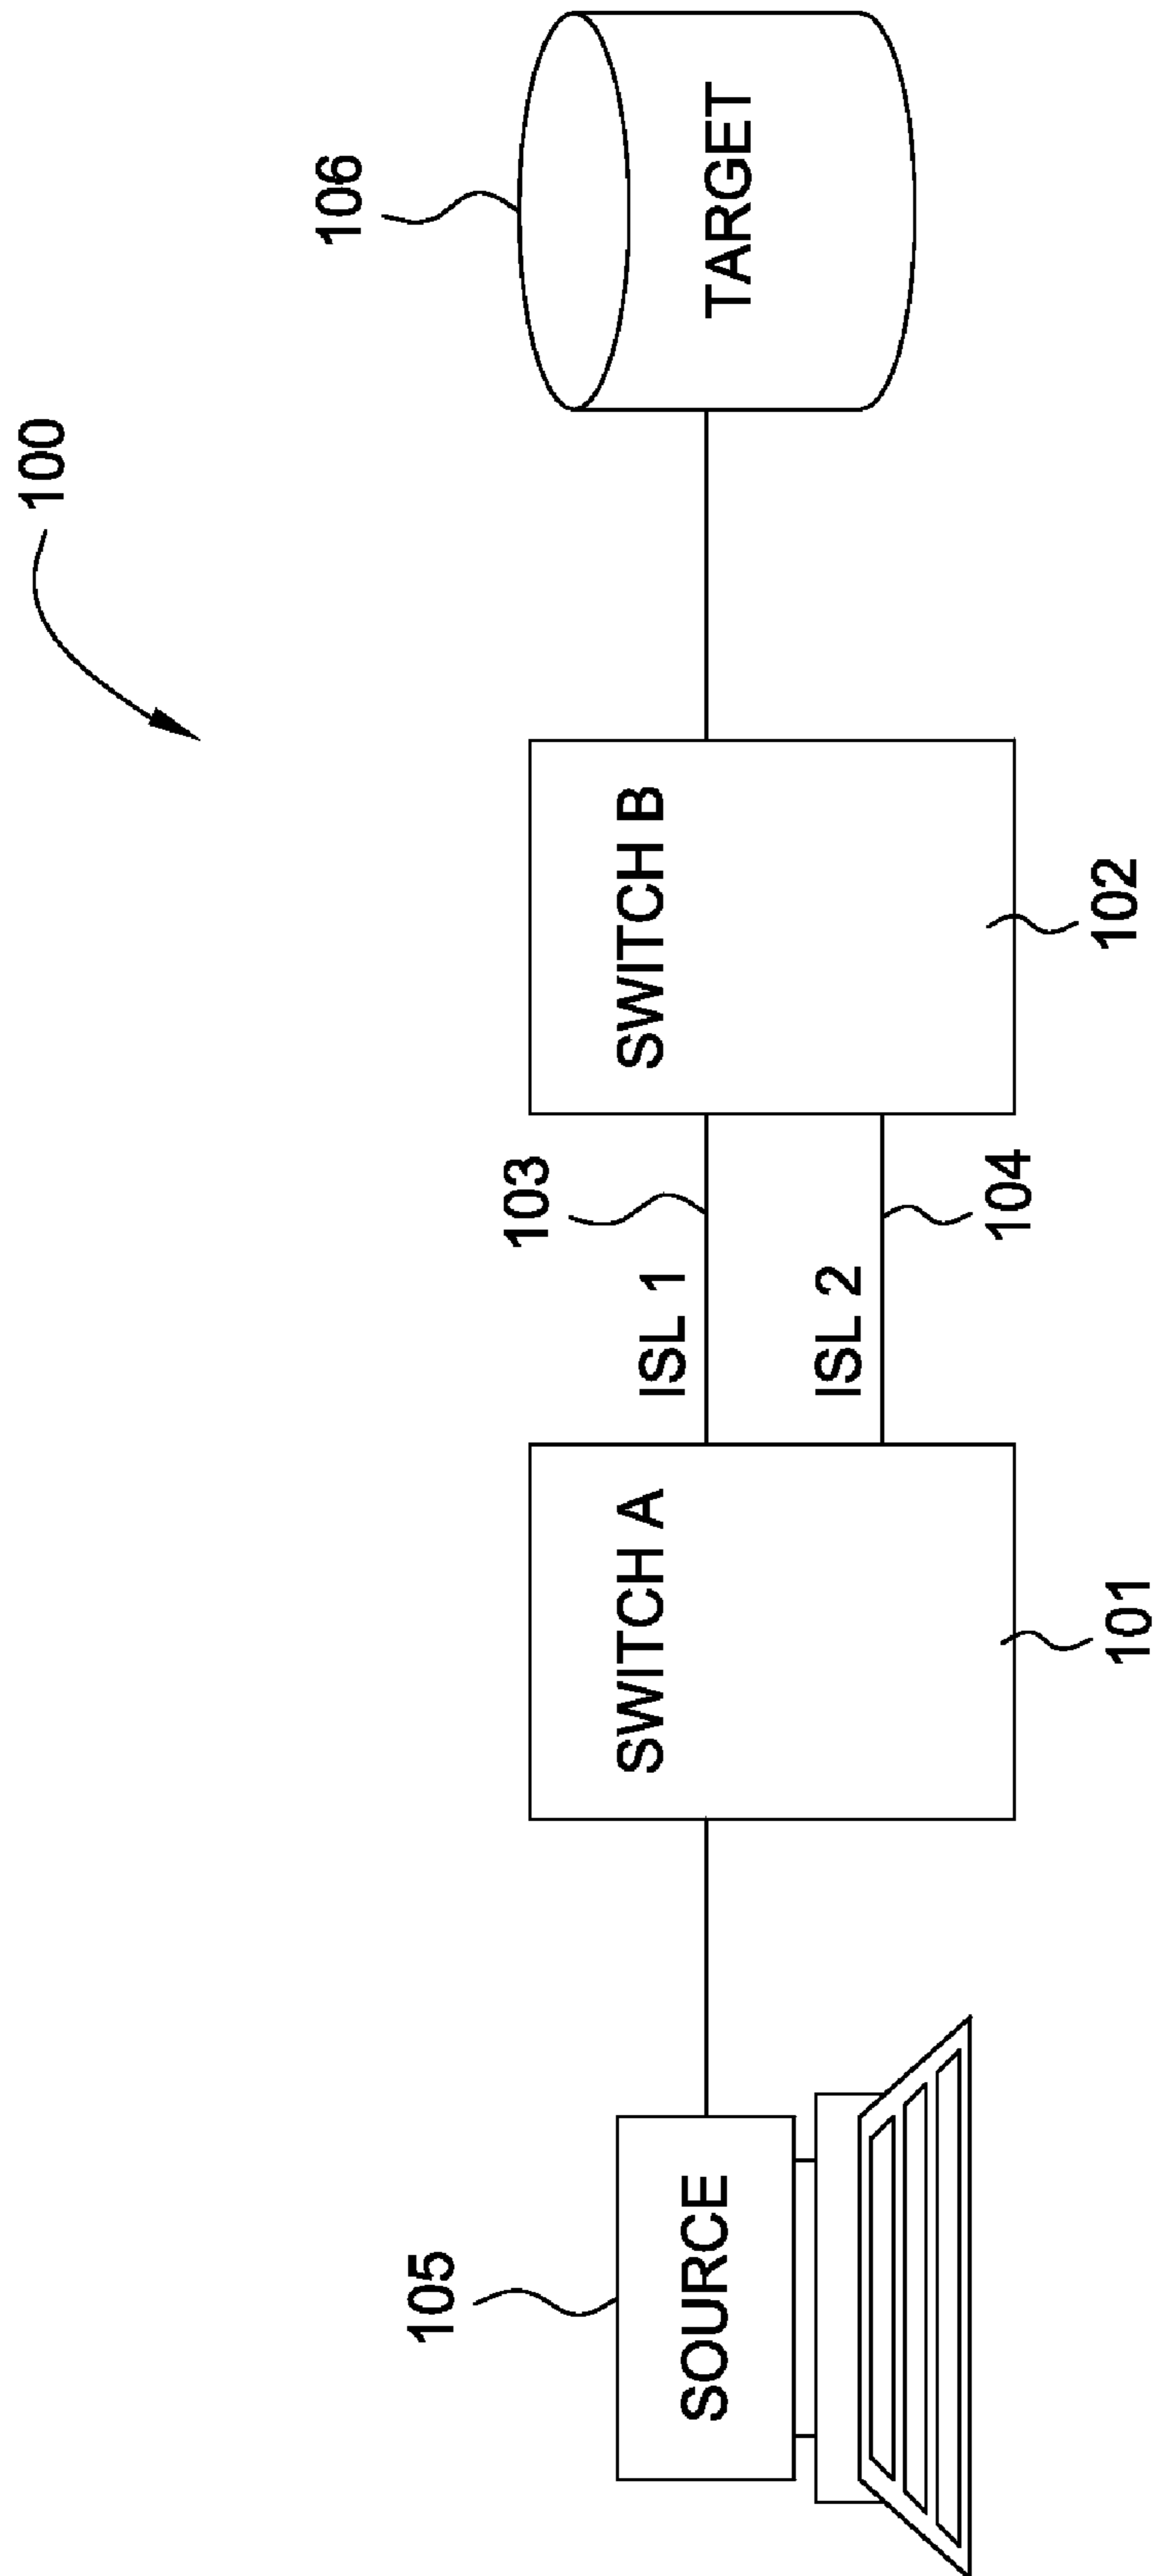 100
106
105
103
SOURCE
SWITCH A
ISL 1
SWITCH B
TARGET
ISL 2
104
101
102